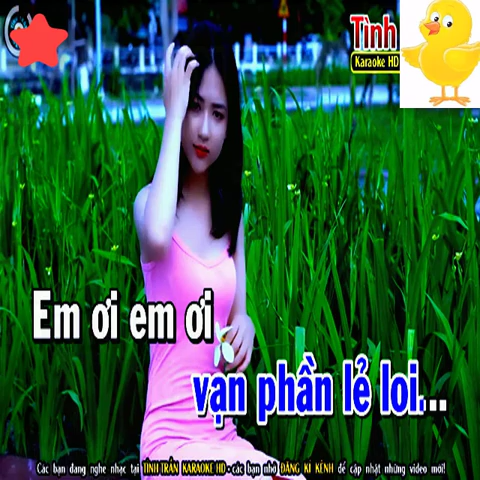 Tình
Karaoke HD
Em ơi em ơi
vạn phần lẻ loi...
Các bạn đang nghe nhạc tại TÌNH TRẦN KARAOKE HD - các bạn nhớ ĐĂNG KÍ KÊNH để cập nhật những video mới!